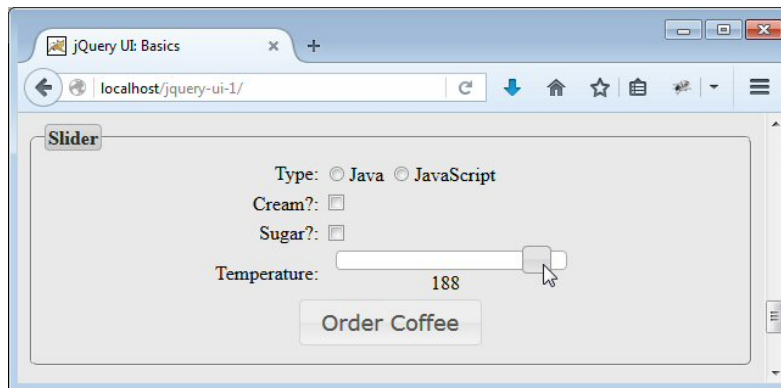 jQuery UI: Basics
localhost/jquery-ui-1/
Slider
Type: Java JavaScript
Cream?:
Sugar?:
Temperature:
188
Order Coffee